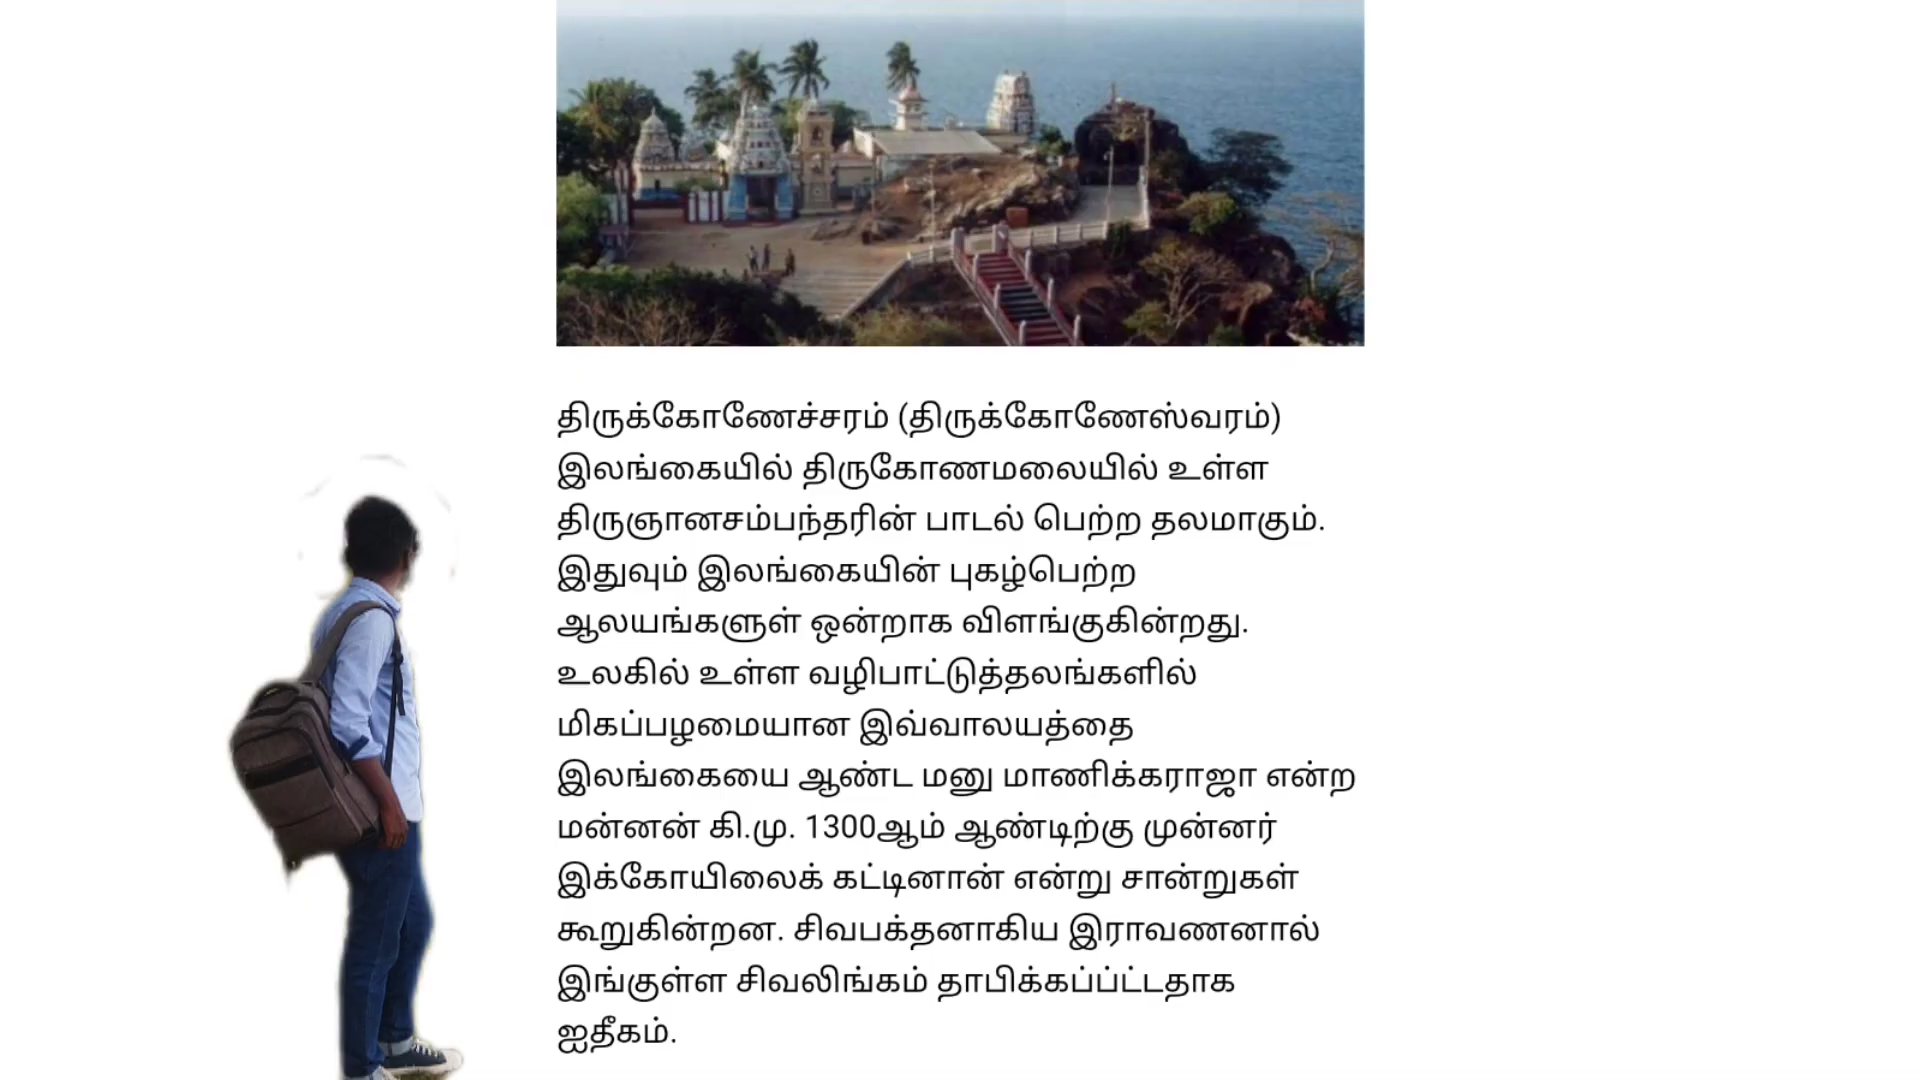 திருக்கோணேச்சரம் (திருக்கோணேஸ்வரம்)
இலங்கையில் திருகோணமலையில் உள்ள
திருஞானசம்பந்தரின் பாடல் பெற்ற தலமாகும்.
இதுவும் இலங்கையின் புகழ்பெற்ற
ஆலயங்களுள் ஒன்றாக விளங்குகின்றது.
உலகில் உள்ள வழிபாட்டுத்தலங்களில்
மிகப்பழமையான இவ்வாலயத்தை
இலங்கையை ஆண்ட மனு மாணிக்கராஜா என்ற
மன்னன் கி.மு. 1300ஆம் ஆண்டிற்கு முன்னர்
இக்கோயிலைக் கட்டினான் என்று சான்றுகள்
கூறுகின்றன. சிவபக்தனாகிய இராவணனால்
இங்குள்ள சிவலிங்கம் தாபிக்கப்ப்ட்டதாக
ஐதீகம்.